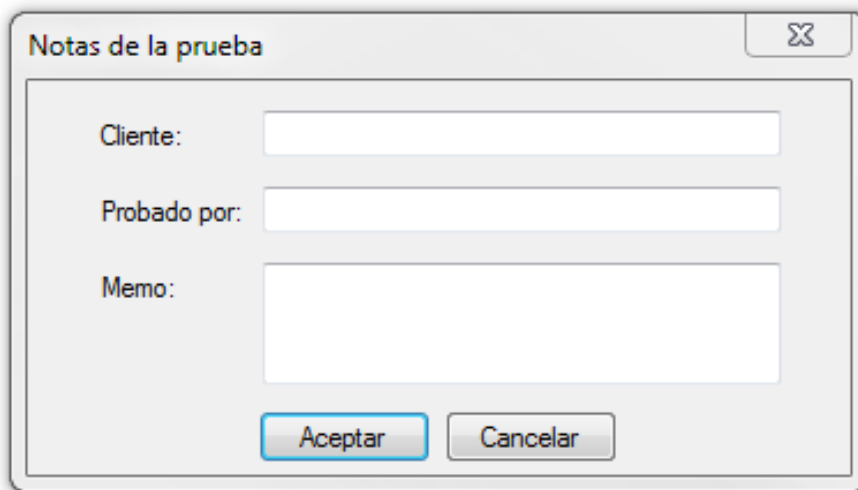 Notas de la prueba
Cliente:
Probado por:
Memo:
Aceptar Cancelar